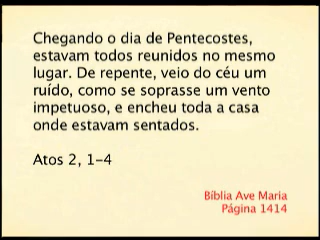 Chegando o dia de Pentecostes,
estavam todos reunidos no mesmo
lugar. De repente, veio do céu um
ruído, como se soprasse um vento
impetuoso, e encheu toda a casa
onde estavam sentados.
Atos 2, 1-4
Bíblia Ave Maria
Página 1414